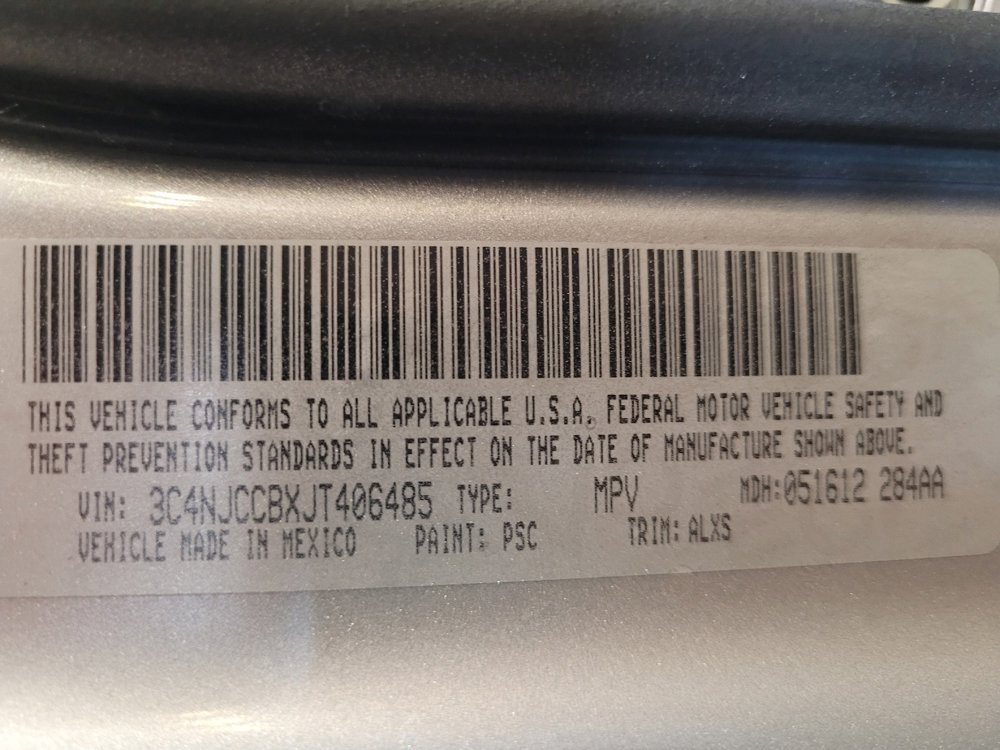 THIS VEHICLE CONFORMS TO ALL APPLICABLE U.S.A. FEDERAL MOTOR VEHICLE SAFETY AND
THEFT PREVENTION STANDARDS IN EFFECT ON THE DATE OF MANUFACTURE SHOWN ABOVE.
VIN: 3C4NJCCBXJT406485 TYPE: MPV MDH:051612 284AA
VEHICLE MADE IN MEXICO PAINT: PSC TRIM: ALXS